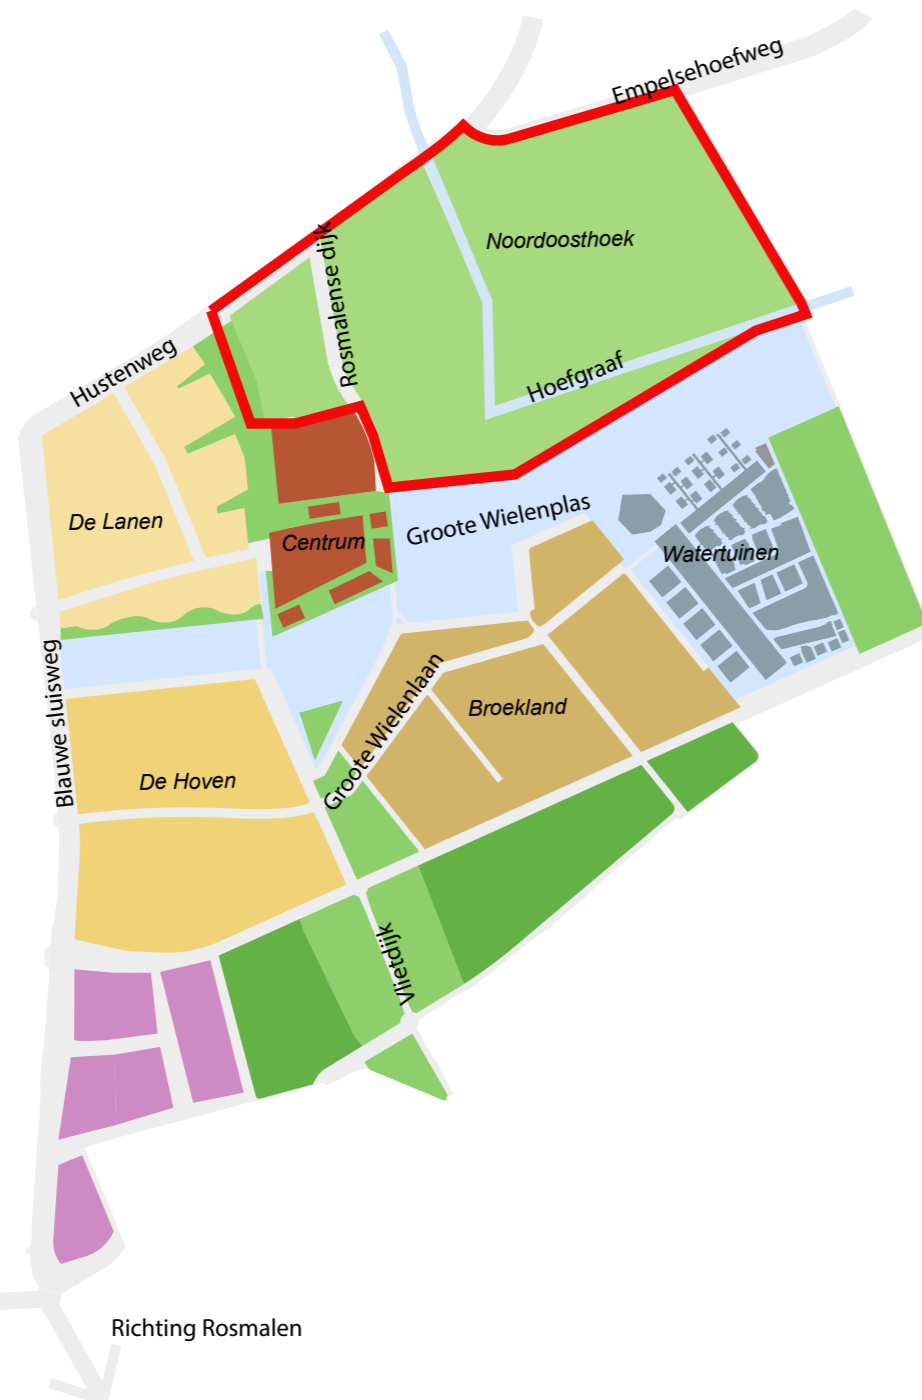 Empelsehoefweg
Noordoosthoek
Rosmalense dijk
Hustenweg
Hoefgraaf
De Lanen
Centrum
Groote Wielenplas
Watertuinen
Blauwe sluisweg
Groote Wielenlaan
Broekland
De Hoven
Vlietdijk
Richting Rosmalen